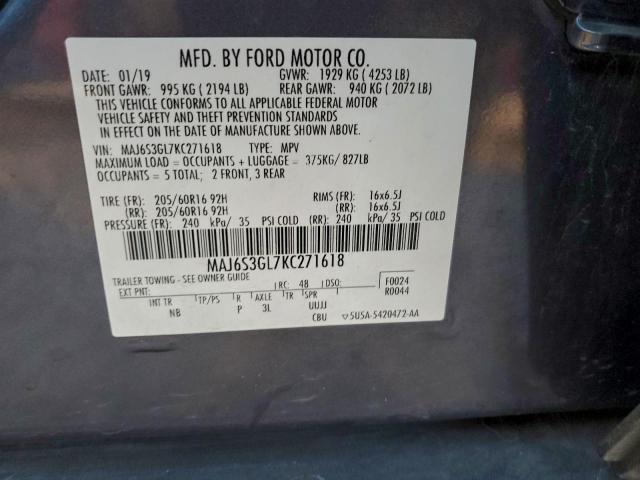 MFD. BY FORD MOTOR CO.
DATE: 01/19 GVWR: 1929 KG ( 4253 LB)
FRONT GAWR: 995 KG ( 2194 LB) REAR GAWR: 940 KG ( 2072 LB)
THIS VEHICLE CONFORMS TO ALL APPLICABLE FEDERAL MOTOR
VEHICLE SAFETY AND THEFT PREVENTION STANDARDS
IN EFFECT ON THE DATE OF MANUFACTURE SHOWN ABOVE.
VIN: MAJ6S3GL7KC271618 TYPE: MPV
MAXIMUM LOAD = OCCUPANTS + LUGGAGE = 375KG/ 827LB
OCCUPANTS = 5 TOTAL; 2 FRONT, 3 REAR
TIRE (FR): 205/60R16 92H RIMS (FR): 16x6.5J
(RR): 205/60R16 92H (RR): 16x6.5J
PRESSURE (FR): 240 kPa/ 35 PSI COLD (RR): 240 kPa/ 35 PSI COLD
MAJ6S3GL7KC271618
TRAILER TOWING - SEE OWNER GUIDE
EXT PNT: RC: 48 DSO: F0024
R0044
INT TR TP/PS R AXLE TR SPR
NB P 3L UUJJ
CBU 5USA-5420472-AA